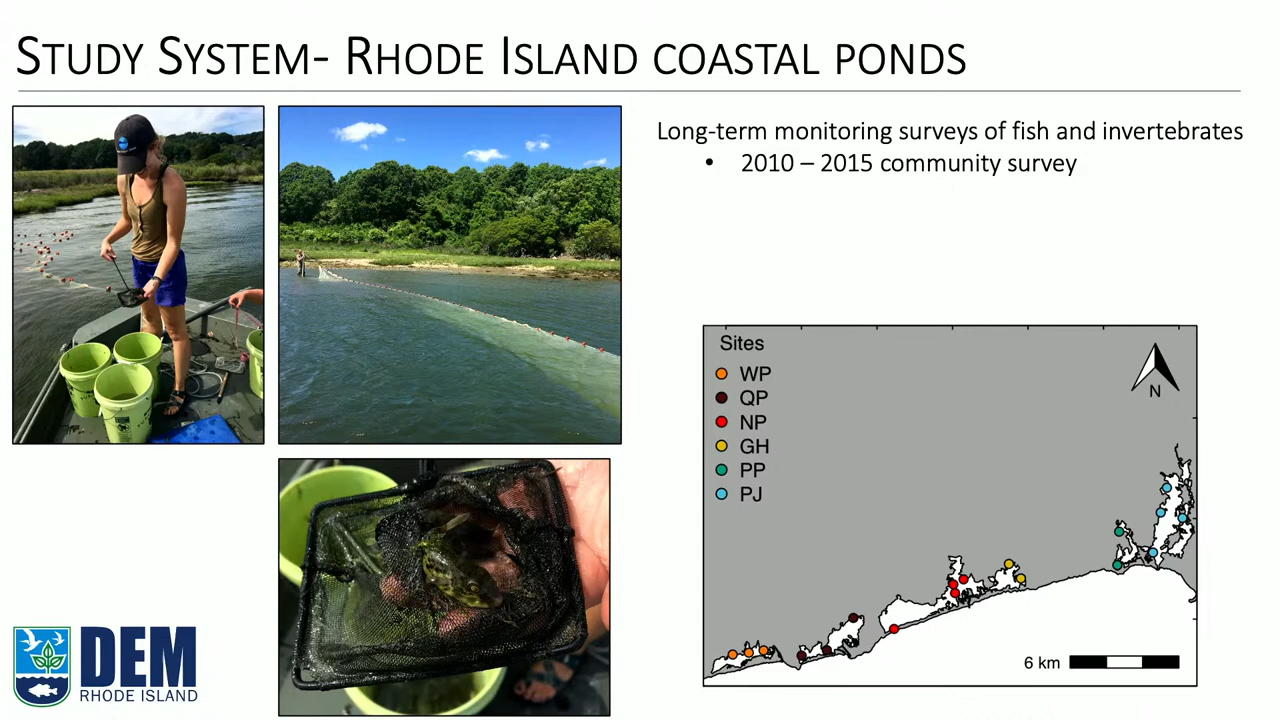 STUDY SYSTEM- RHODE ISLAND COASTAL PONDS
Long-term monitoring surveys of fish and invertebrates
• 2010 – 2015 community survey
Sites
WP
QP
NP
GH
PP
PJ
N
6 km
DEM
RHODE ISLAND